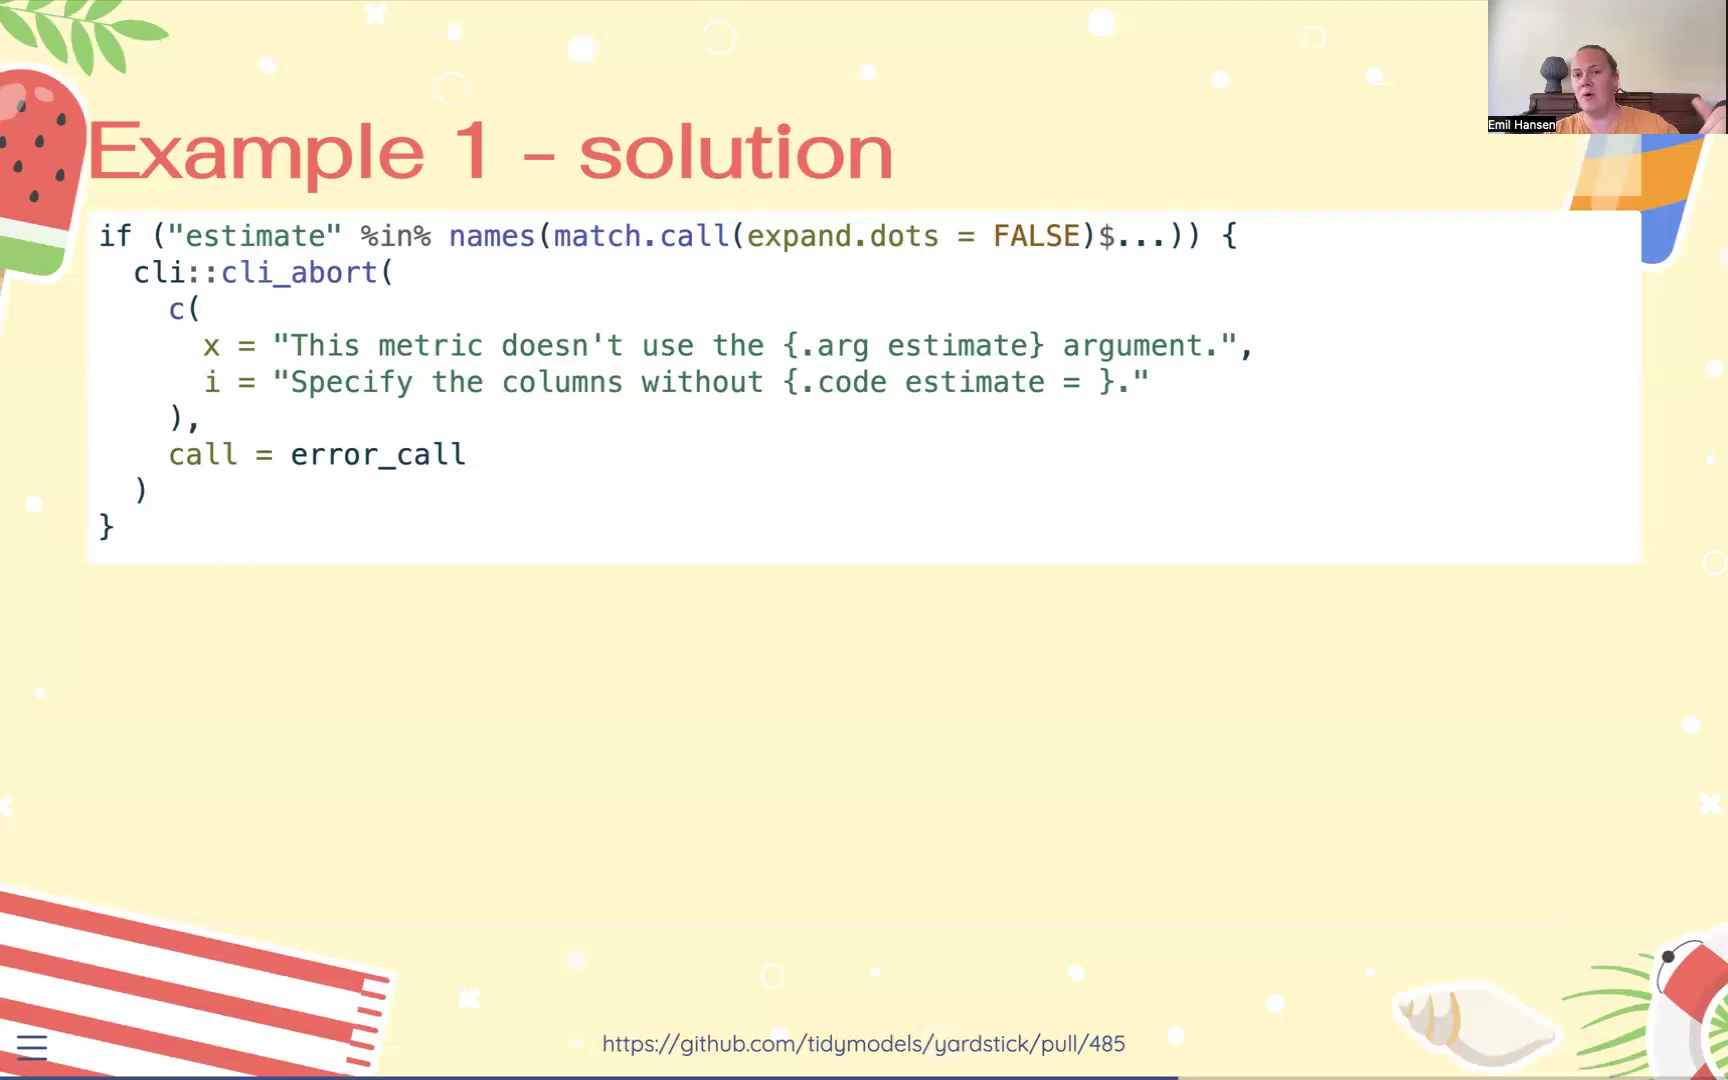 Emil Hansen
Example 1 - solution
if ("estimate" %in% names(match.call(expand.dots = FALSE)$...)) {
  cli::cli_abort(
    c(
      x = "This metric doesn't use the {.arg estimate} argument.",
      i = "Specify the columns without {.code estimate = }."
    ),
    call = error_call
  )
}
https://github.com/tidymodels/yardstick/pull/485